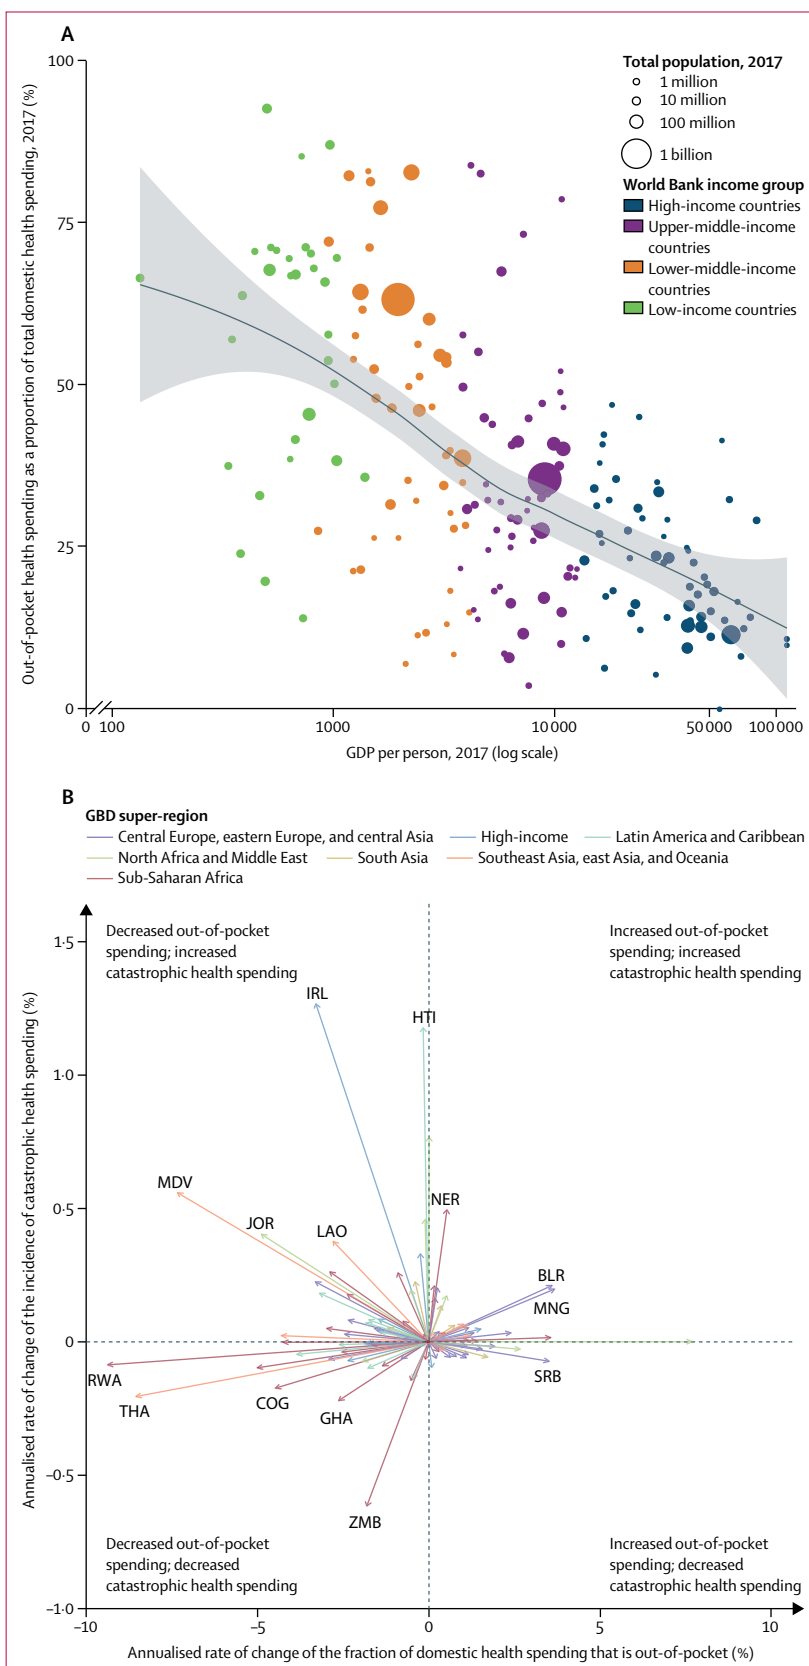 A
Out-of-pocket health spending as a proportion of total domestic health spending, 2017 (%)
100
75
50
25
0
0
100
1000
10 000
50 000
100 000
GDP per person, 2017 (log scale)
Total population, 2017
1 million
10 million
100 million
1 billion
World Bank income group
High-income countries
Upper-middle-income
countries
Lower-middle-income
countries
Low-income countries
B
GBD super-region
Central Europe, eastern Europe, and central Asia
High-income
Latin America and Caribbean
North Africa and Middle East
South Asia
Southeast Asia, east Asia, and Oceania
Sub-Saharan Africa
Annualised rate of change of the incidence of catastrophic health spending (%)
1·5
1·0
0·5
0
–0·5
–1·0
Decreased out-of-pocket
spending; increased
catastrophic health spending
Increased out-of-pocket
spending; increased
catastrophic health spending
IRL
HTI
MDV
NER
JOR
LAO
BLR
MNG
RWA
SRB
THA
COG
GHA
ZMB
Decreased out-of-pocket
spending; decreased
catastrophic health spending
Increased out-of-pocket
spending; decreased
catastrophic health spending
–10
–5
0
5
10
Annualised rate of change of the fraction of domestic health spending that is out-of-pocket (%)